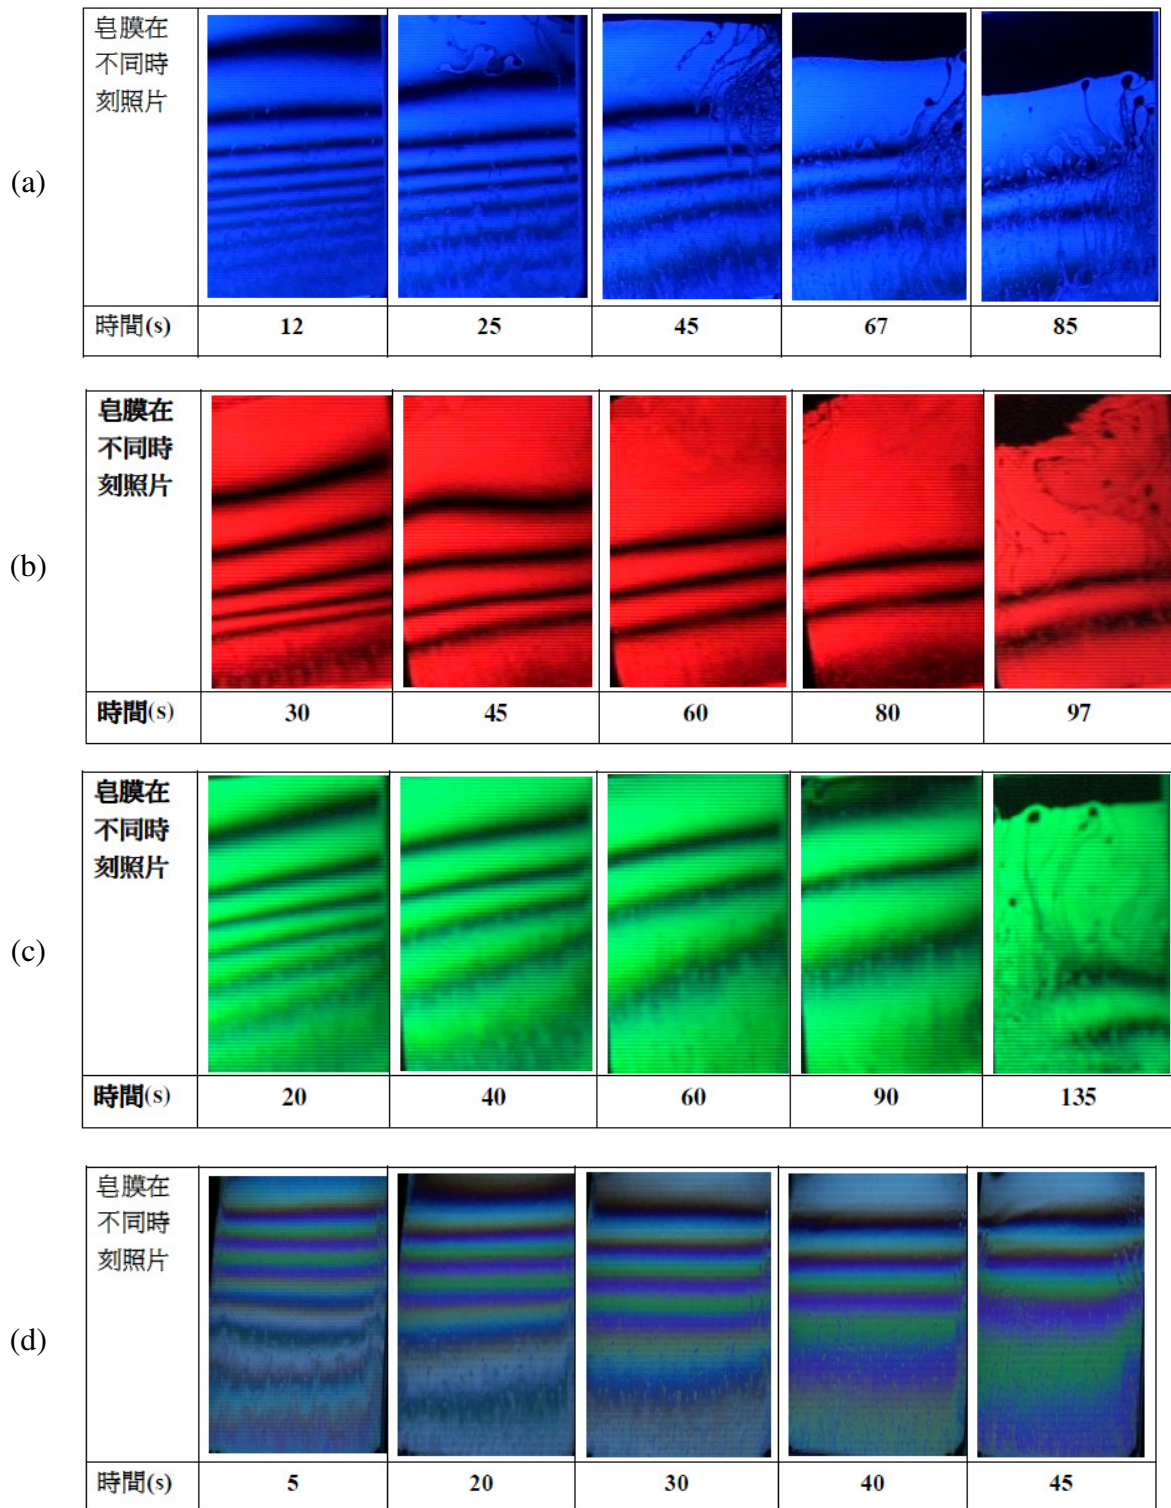 皂膜在
不同時
刻照片
(a)
時間(s) 12 25 45 67 85
皂膜在
不同時
刻照片
(b)
時間(s) 30 45 60 80 97
皂膜在
不同時
刻照片
(c)
時間(s) 20 40 60 90 135
皂膜在
不同時
刻照片
(d)
時間(s) 5 20 30 40 45